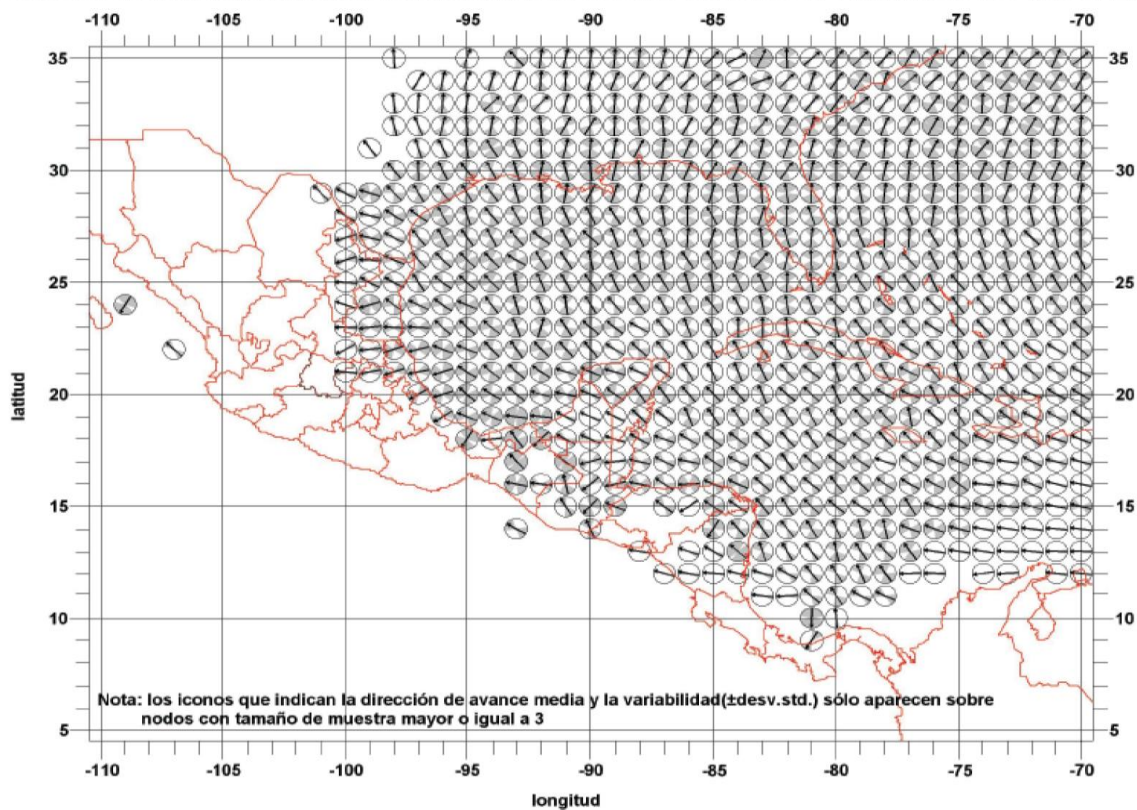 -110 -105 -100 -95 -90 -85 -80 -75 -70
35 35
30 30
25 25
latitud
20 20
15 15
10 10
Nota: los iconos que indican la dirección de avance media y la variabilidad(±desv.std.) sólo aparecen sobre
nodos con tamaño de muestra mayor o igual a 3
5 5
-110 -105 -100 -95 -90 -85 -80 -75 -70
longitud